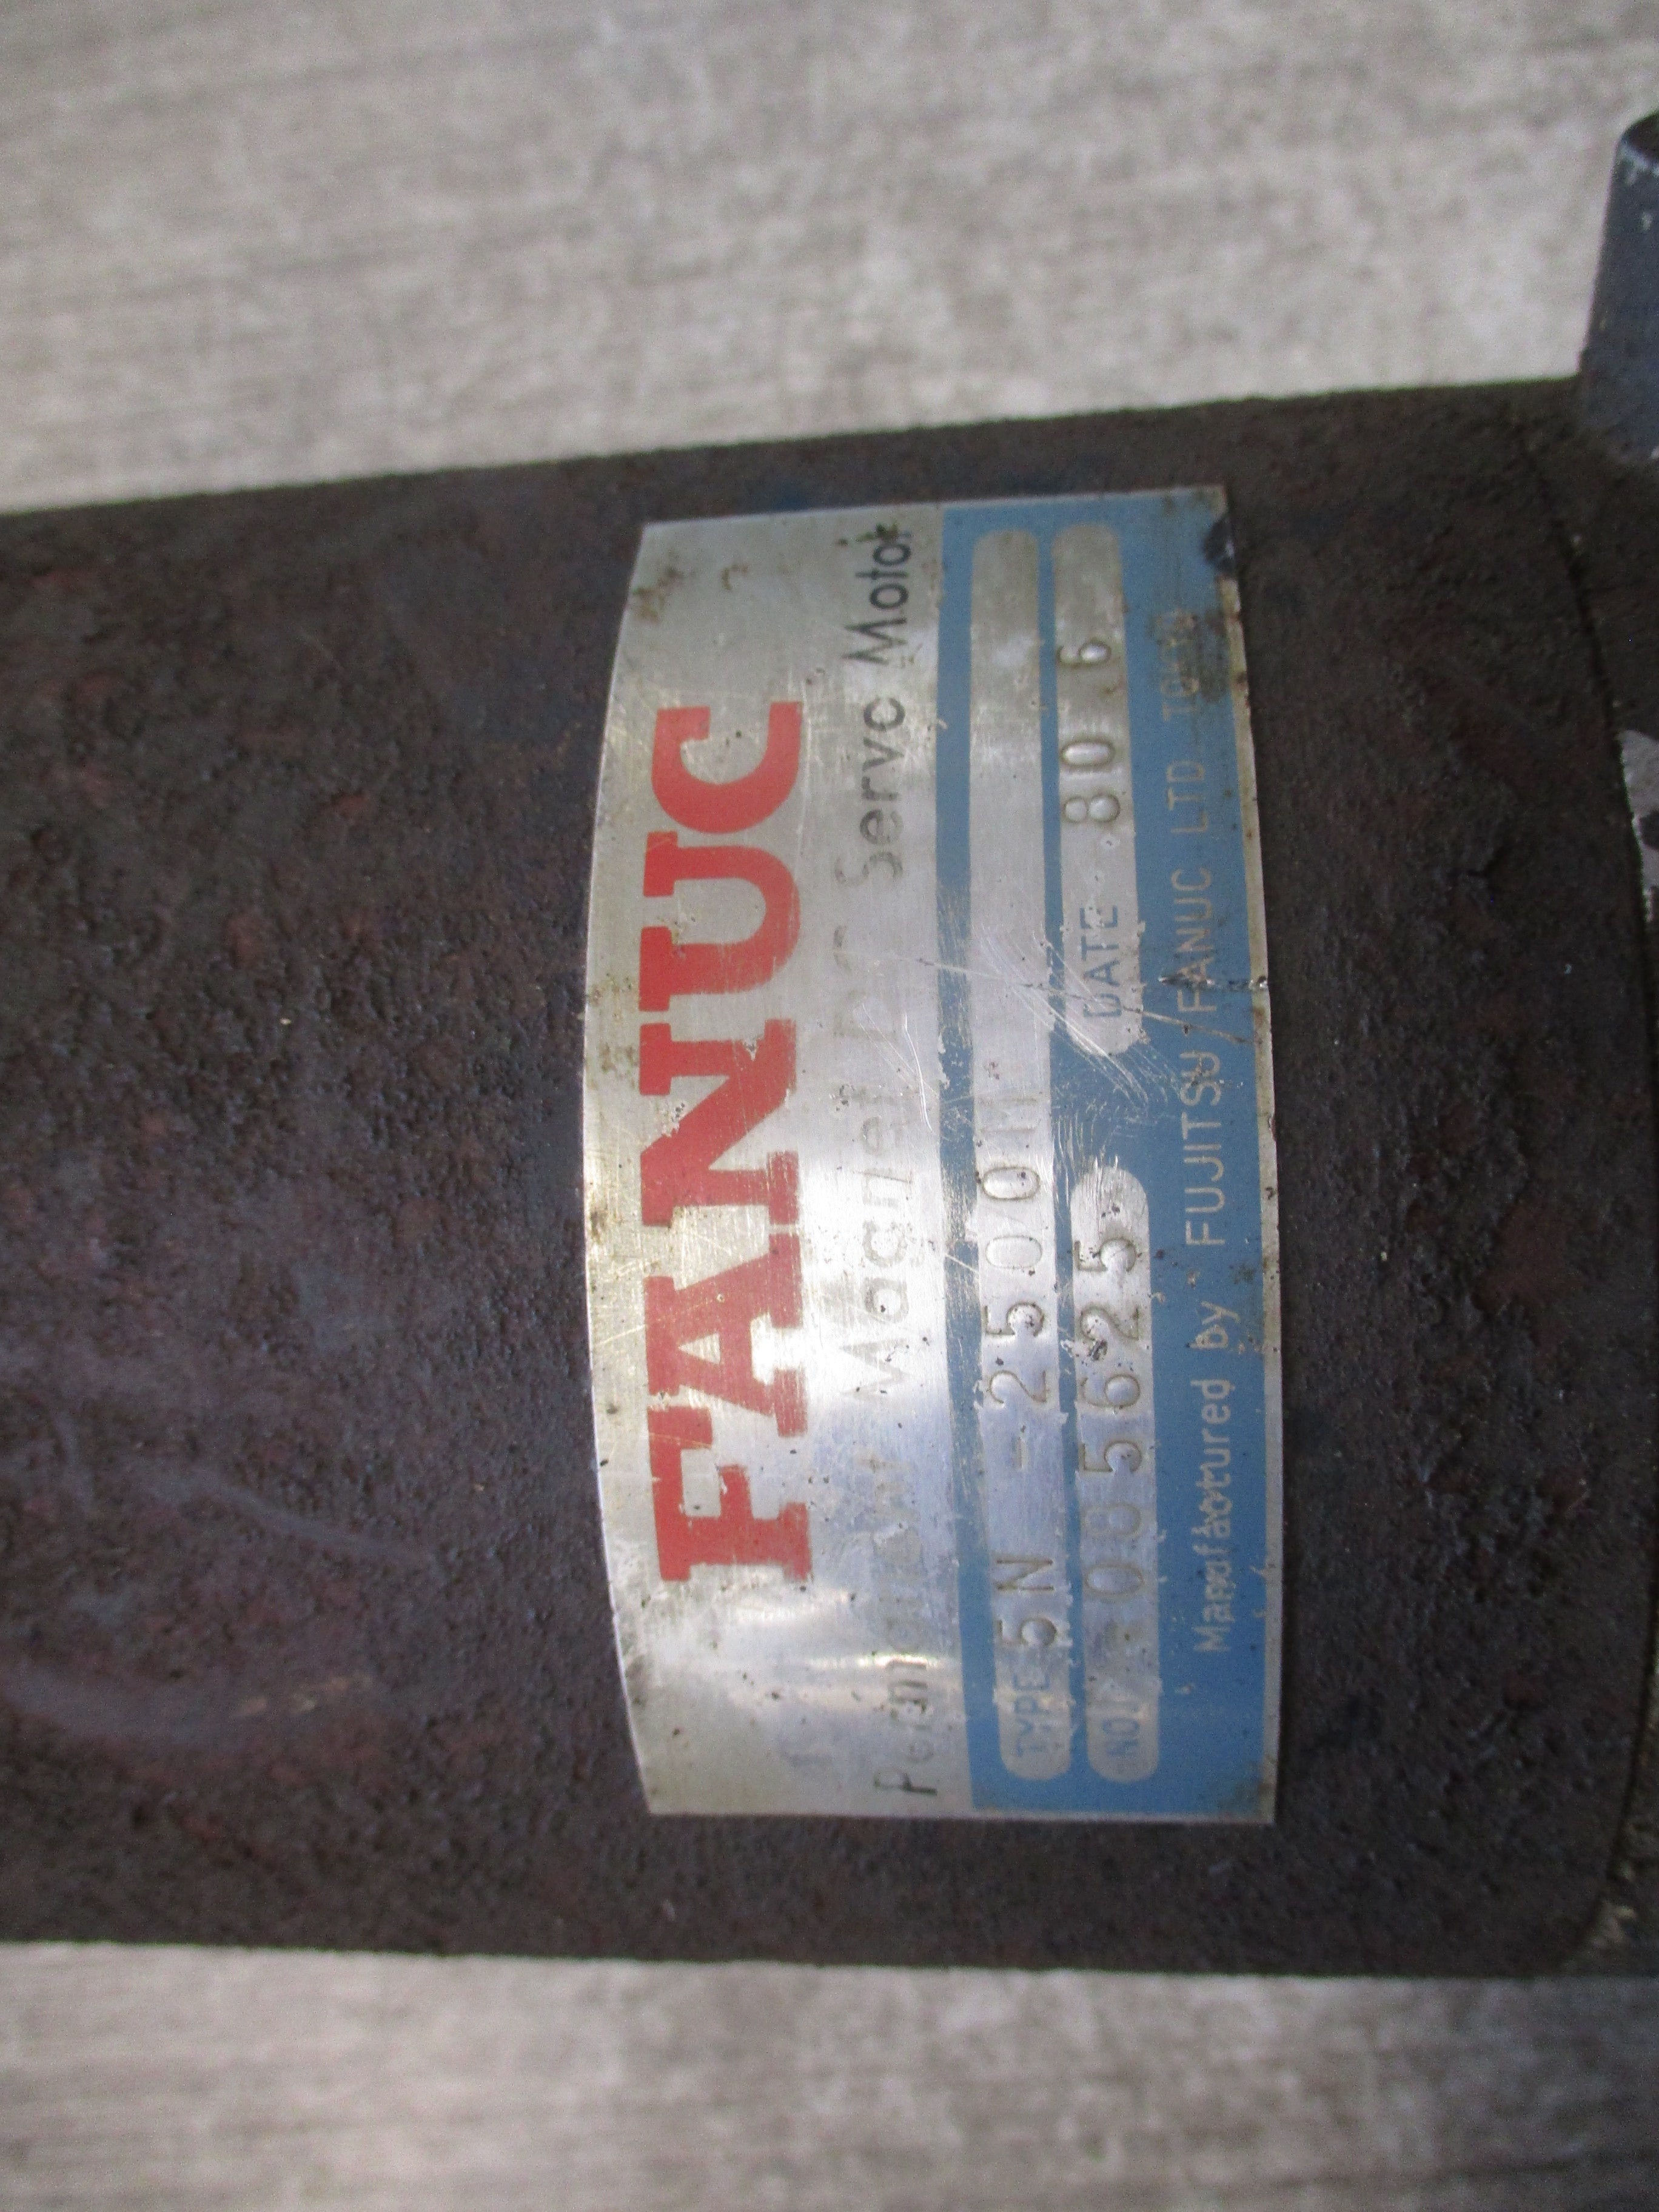 FANUC
Permanent Magnet DC Servo Motor
TYPE 5N - 2500M
NO. 085625 DATE 80 6
Manufactured by FUJITSU/FANUC LTD TOKYO